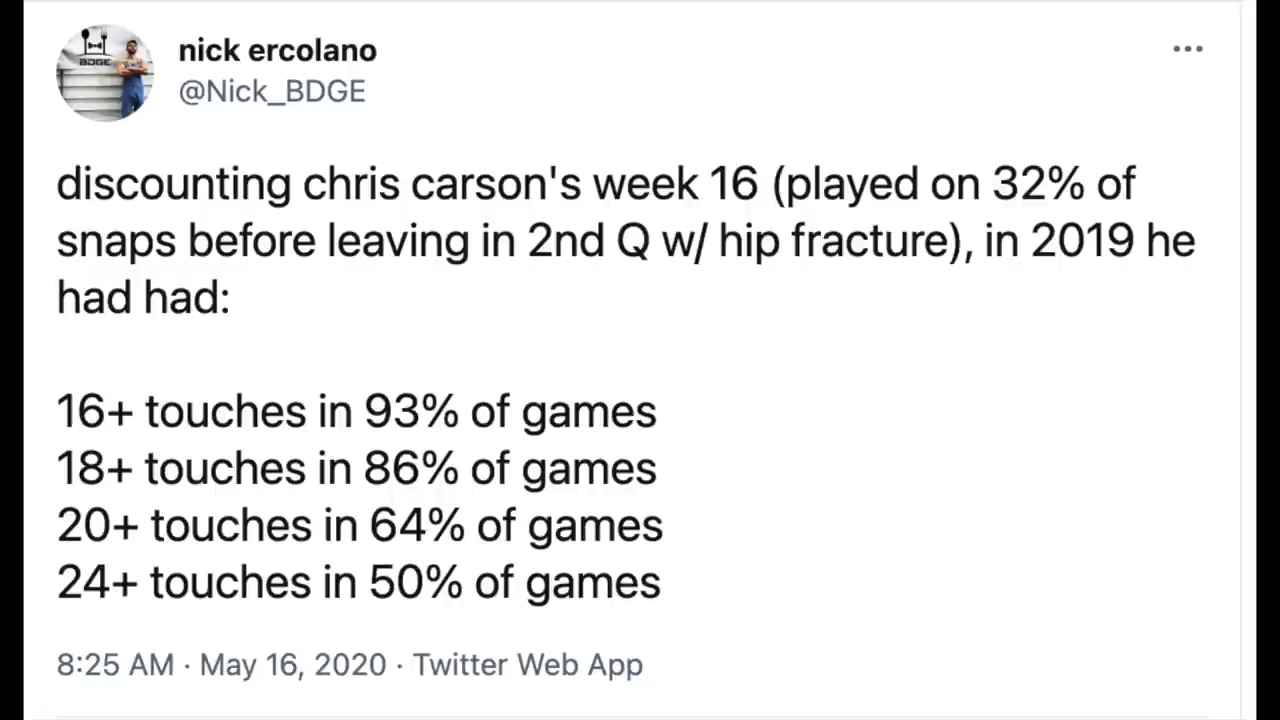 nick ercolano
@Nick_BDGE
BDGE
discounting chris carson's week 16 (played on 32% of
snaps before leaving in 2nd Q w/ hip fracture), in 2019 he
had had:
16+ touches in 93% of games
18+ touches in 86% of games
20+ touches in 64% of games
24+ touches in 50% of games
8:25 AM · May 16, 2020 · Twitter Web App